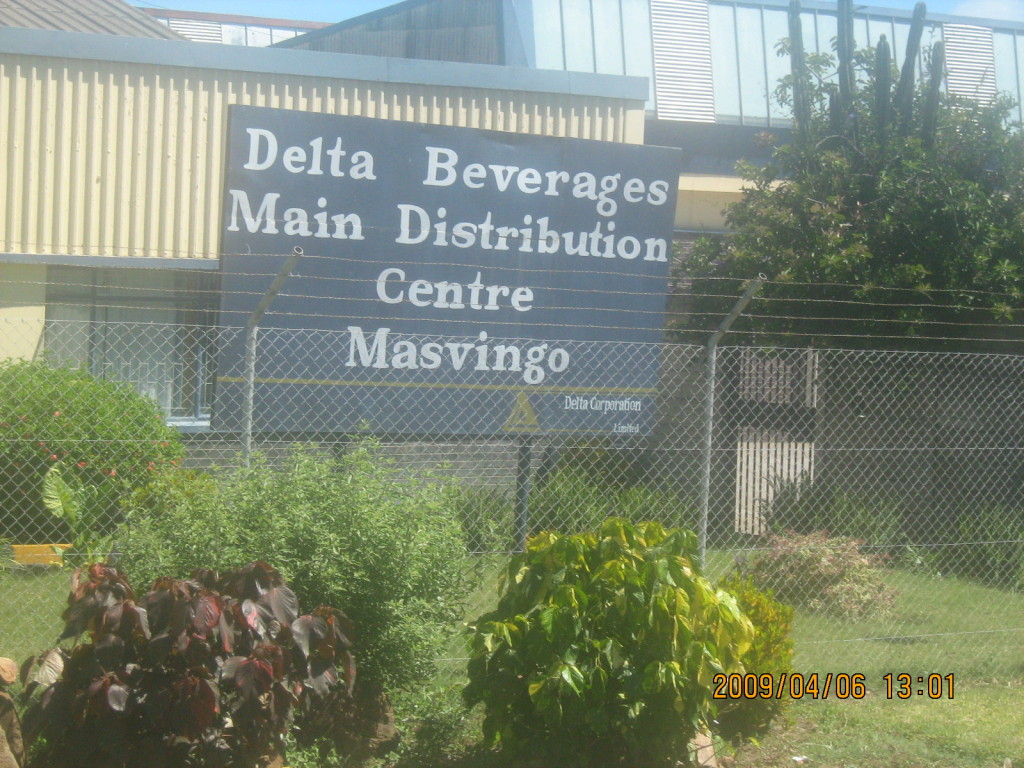 Delta Beverages
Main Distribution
Centre
Masvingo
Delta Corporation
Limited
2009/04/06 13:01